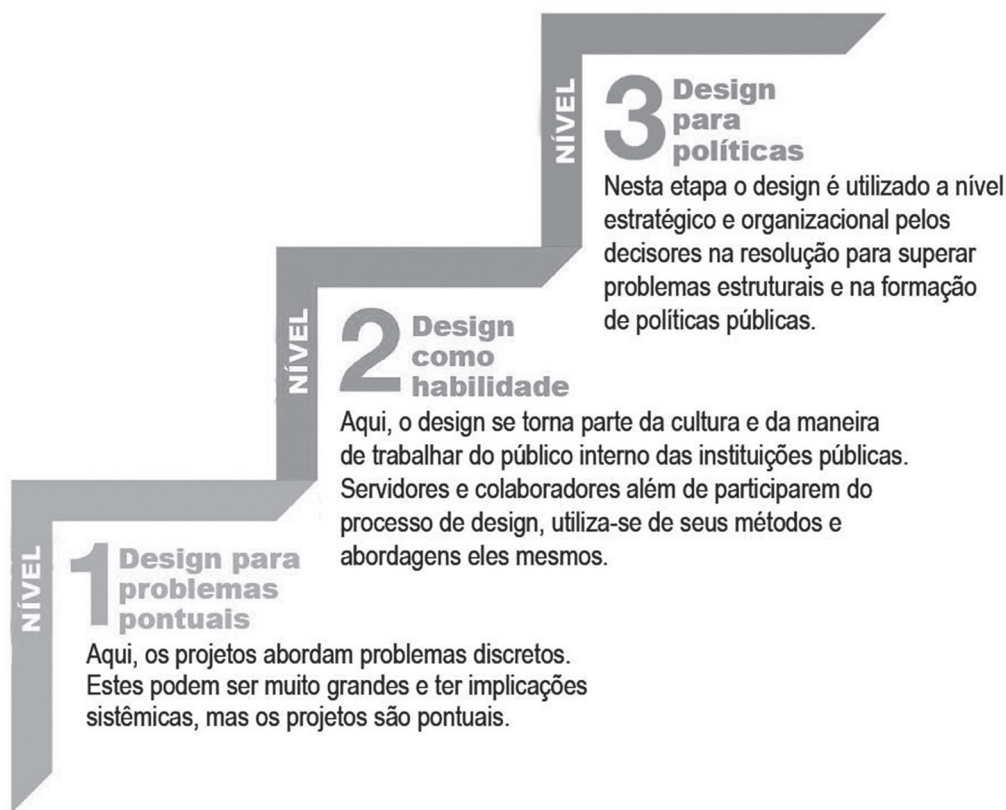 NÍVEL
3
Design
para
políticas
Nesta etapa o design é utilizado a nível
estratégico e organizacional pelos
decisores na resolução para superar
problemas estruturais e na formação
de políticas públicas.
NÍVEL
2
Design
como
habilidade
Aqui, o design se torna parte da cultura e da maneira
de trabalhar do público interno das instituições públicas.
Servidores e colaboradores além de participarem do
processo de design, utiliza-se de seus métodos e
abordagens eles mesmos.
NÍVEL
1
Design para
problemas
pontuais
Aqui, os projetos abordam problemas discretos.
Estes podem ser muito grandes e ter implicações
sistêmicas, mas os projetos são pontuais.